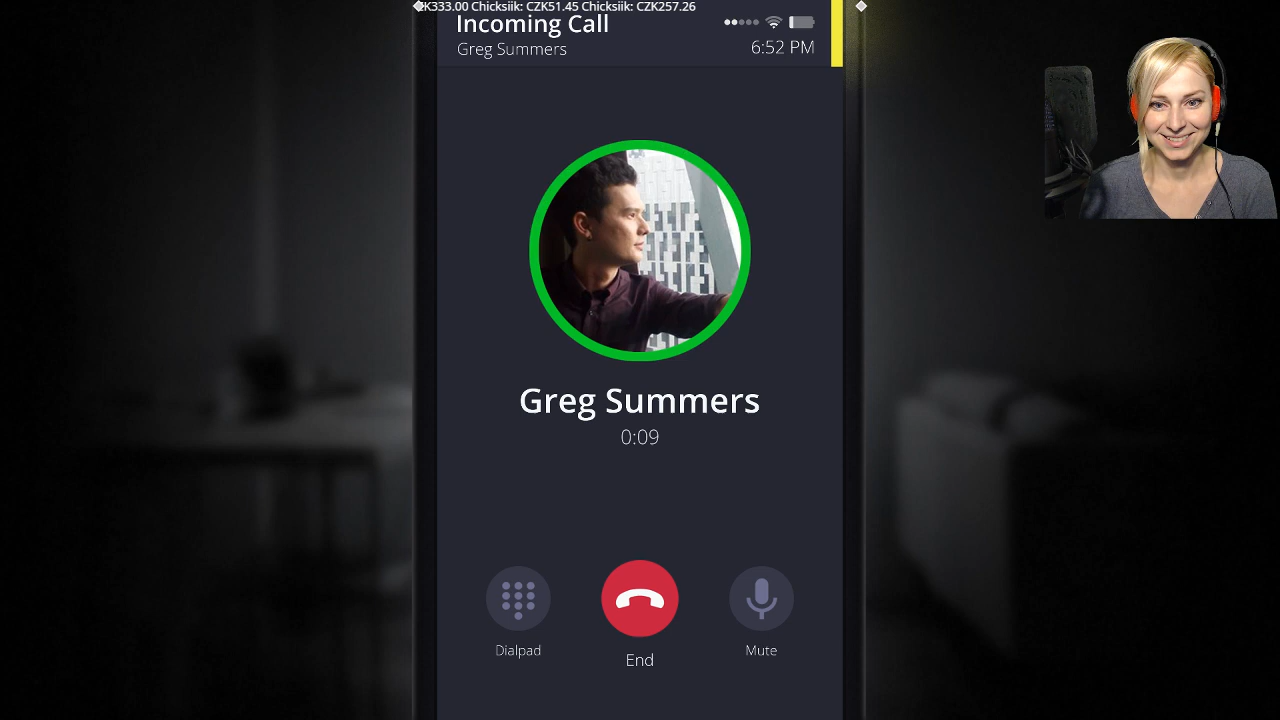 K333.00 Chicksiik: CZK51.45 Chicksiik: CZK257.26
Incoming Call
Greg Summers
6:52 PM
Greg Summers
0:09
Dialpad
End
Mute